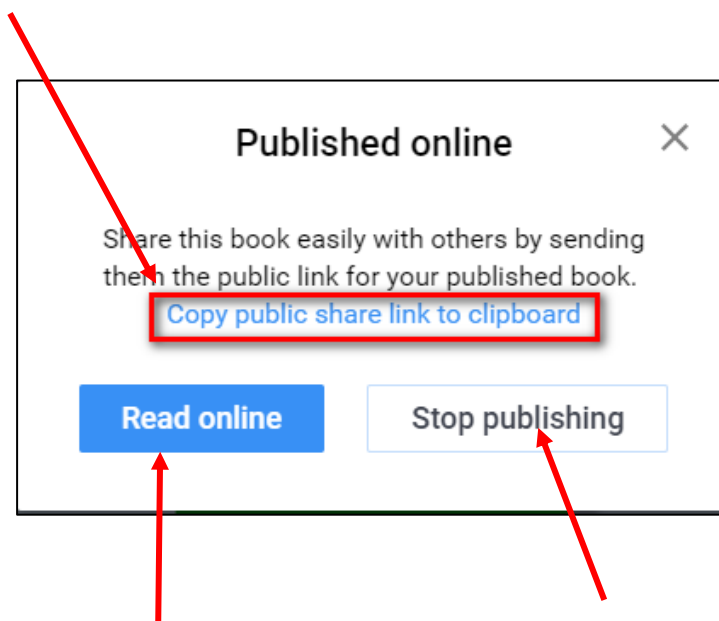 Published online
Share this book easily with others by sending
them the public link for your published book.
Copy public share link to clipboard
Read online
Stop publishing